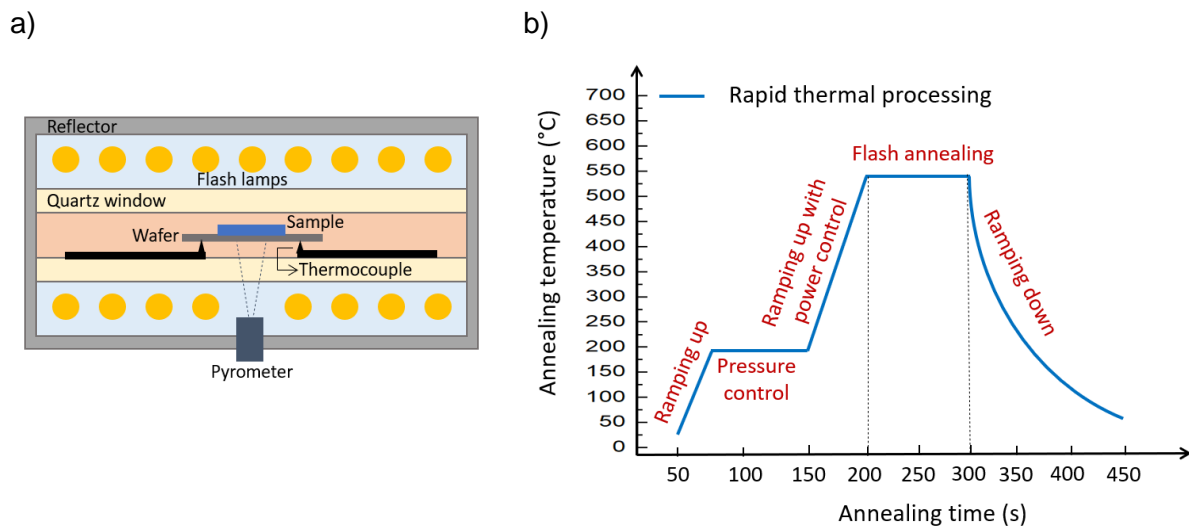 a)
Reflector
Flash lamps
Quartz window
Sample
Wafer
Thermocouple
Pyrometer
b)
Annealing temperature (°C)
700
650
600
550
500
450
400
350
300
250
200
150
100
50
0
Rapid thermal processing
Flash annealing
Ramping up with
power control
Ramping down
Ramping up
Pressure
control
50 100 150 200 300 350 400 450
Annealing time (s)